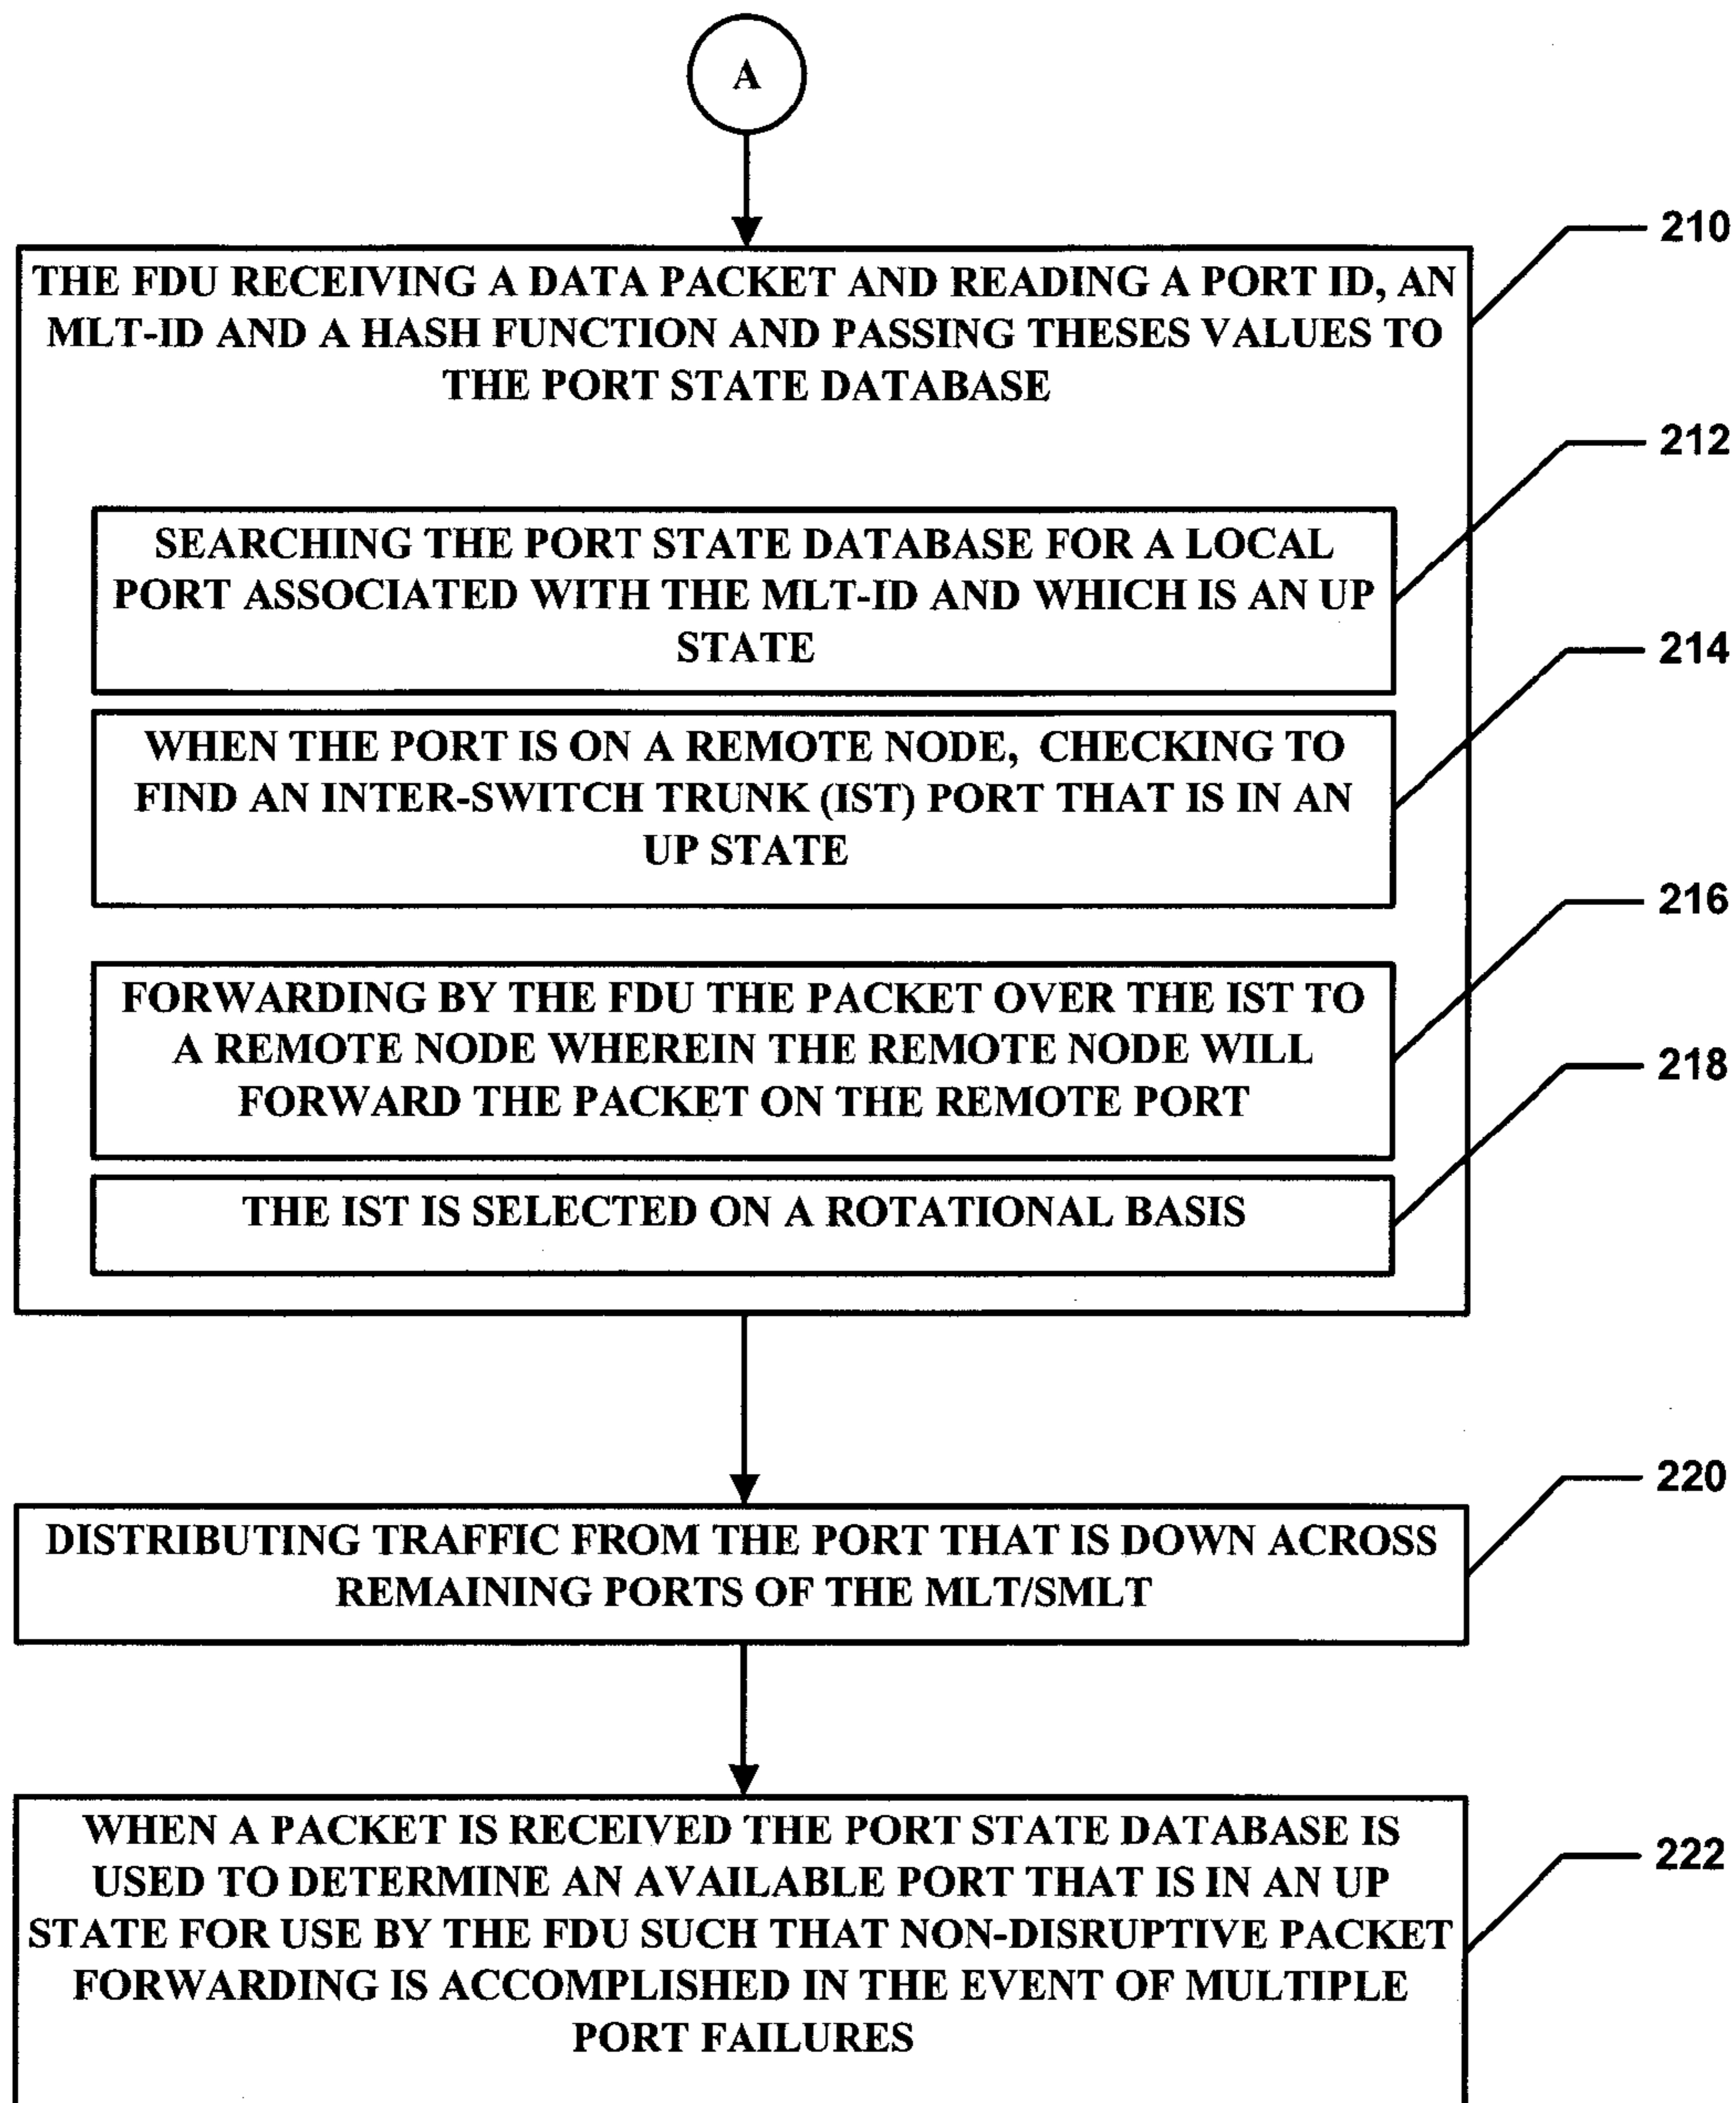 A
210
THE FDU RECEIVING A DATA PACKET AND READING A PORT ID, AN
MLT-ID AND A HASH FUNCTION AND PASSING THESES VALUES TO
THE PORT STATE DATABASE
212
SEARCHING THE PORT STATE DATABASE FOR A LOCAL
PORT ASSOCIATED WITH THE MLT-ID AND WHICH IS AN UP
STATE
214
WHEN THE PORT IS ON A REMOTE NODE, CHECKING TO
FIND AN INTER-SWITCH TRUNK (IST) PORT THAT IS IN AN
UP STATE
216
FORWARDING BY THE FDU THE PACKET OVER THE IST TO
A REMOTE NODE WHEREIN THE REMOTE NODE WILL
FORWARD THE PACKET ON THE REMOTE PORT
218
THE IST IS SELECTED ON A ROTATIONAL BASIS
220
DISTRIBUTING TRAFFIC FROM THE PORT THAT IS DOWN ACROSS
REMAINING PORTS OF THE MLT/SMLT
222
WHEN A PACKET IS RECEIVED THE PORT STATE DATABASE IS
USED TO DETERMINE AN AVAILABLE PORT THAT IS IN AN UP
STATE FOR USE BY THE FDU SUCH THAT NON-DISRUPTIVE PACKET
FORWARDING IS ACCOMPLISHED IN THE EVENT OF MULTIPLE
PORT FAILURES